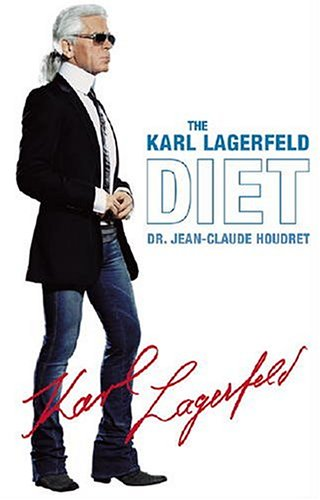 THE
KARL LAGERFELD
DIET
DR. JEAN-CLAUDE HOUDRET
Karl Lagerfeld